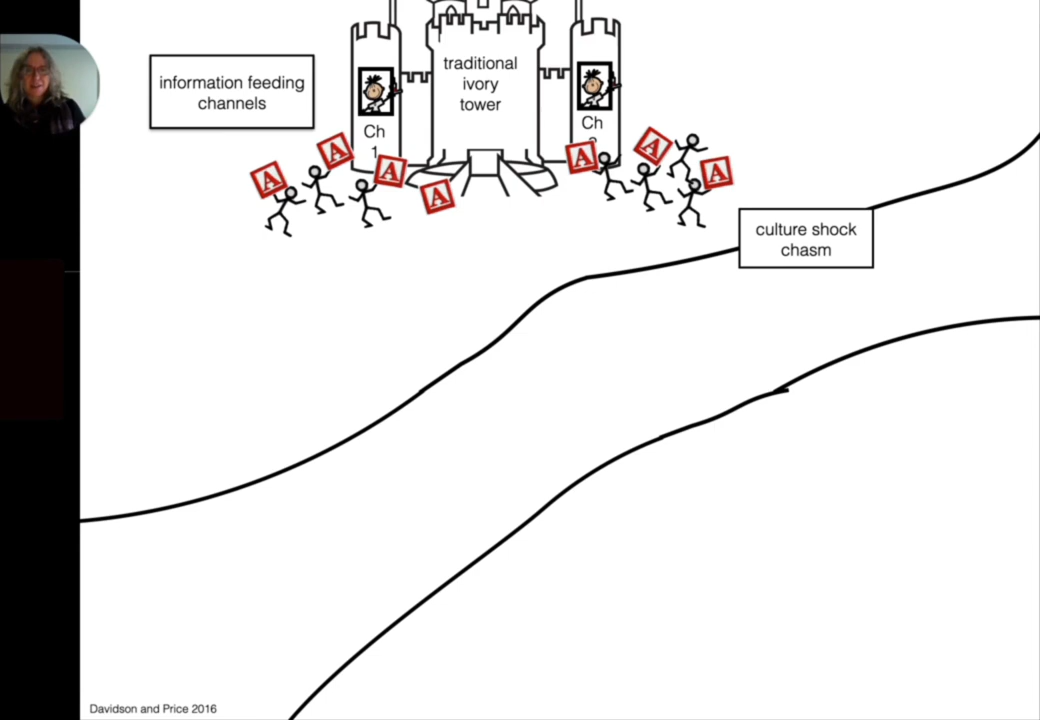 traditional
ivory
tower
information feeding
channels
Ch
1
Ch
A
A
A
A
A
A
A
culture shock
chasm
Davidson and Price 2016